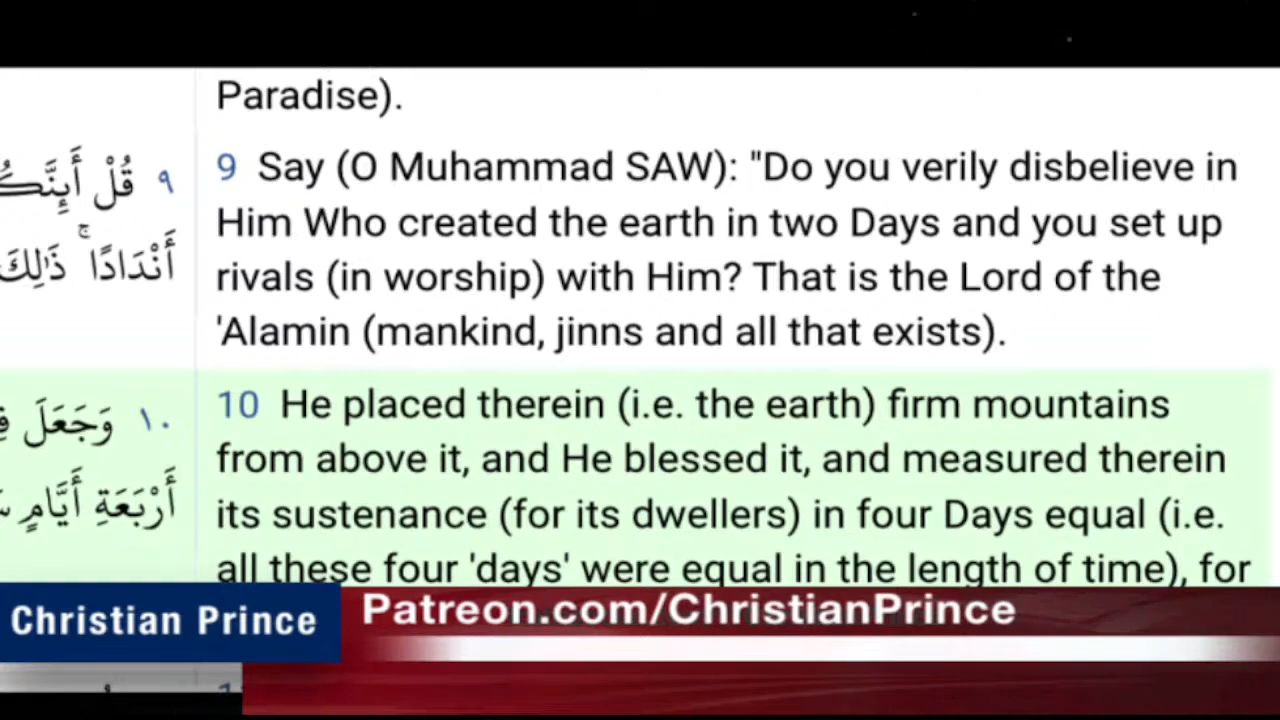 Paradise).
٩ قُلْ أَئِنَّكُ
9 Say (O Muhammad SAW): "Do you verily disbelieve in
Him Who created the earth in two Days and you set up
أَنْدَادًا ۚ ذَٰلِكَ
rivals (in worship) with Him? That is the Lord of the
'Alamin (mankind, jinns and all that exists).
١٠ وَجَعَلَ
10 He placed therein (i.e. the earth) firm mountains
from above it, and He blessed it, and measured therein
أَرْبَعَةِ أَيَّامٍ
its sustenance (for its dwellers) in four Days equal (i.e.
all these four 'days' were equal in the length of time), for
Christian Prince
Patreon.com/ChristianPrince